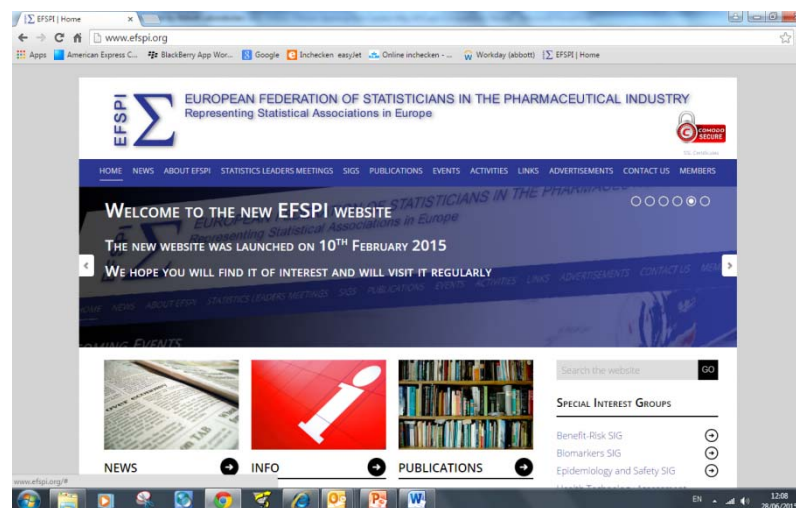 EFSPI | Home
www.efspi.org
Apps American Express C... BlackBerry App Wor... Google Inchecken easyJet Online inchecken - ... Workday (abbott) EFSPI | Home
EFSPI
EUROPEAN FEDERATION OF STATISTICIANS IN THE PHARMACEUTICAL INDUSTRY
Representing Statistical Associations in Europe
COMODO
SECURE
HOME NEWS ABOUT EFSPI STATISTICS LEADERS MEETINGS SIGS PUBLICATIONS EVENTS ACTIVITIES LINKS ADVERTISEMENTS CONTACT US MEMBERS
WELCOME TO THE NEW EFSPI WEBSITE
THE NEW WEBSITE WAS LAUNCHED ON 10TH FEBRUARY 2015
WE HOPE YOU WILL FIND IT OF INTEREST AND WILL VISIT IT REGULARLY
Search the website GO
SPECIAL INTEREST GROUPS
Benefit-Risk SIG
Biomarkers SIG
Epidemiology and Safety SIG
NEWS INFO PUBLICATIONS
www.efspi.org/#
EN 12:08
28/06/2015